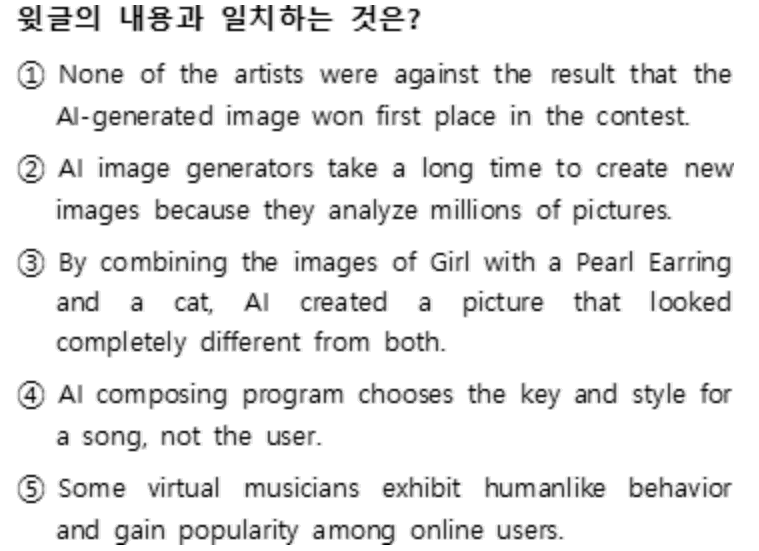 윗글의 내용과 일치하는 것은?
① None of the artists were against the result that the
AI-generated image won first place in the contest.
② AI image generators take a long time to create new
images because they analyze millions of pictures.
③ By combining the images of Girl with a Pearl Earring
and a cat, AI created a picture that looked
completely different from both.
④ AI composing program chooses the key and style for
a song, not the user.
⑤ Some virtual musicians exhibit humanlike behavior
and gain popularity among online users.